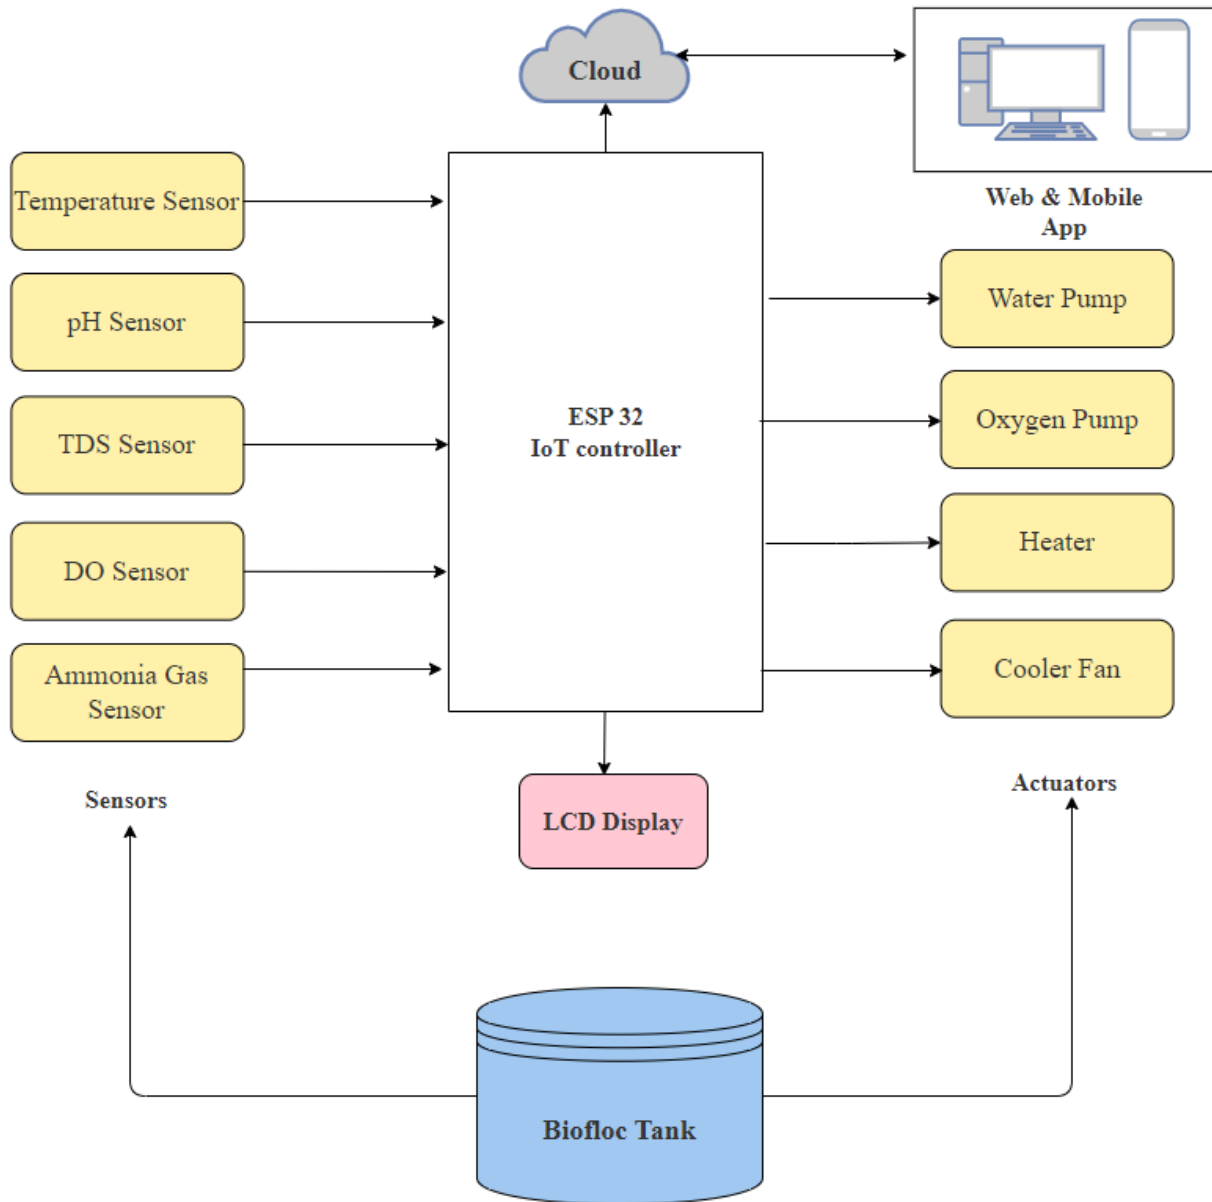 Cloud
Web & Mobile
App
Temperature Sensor
pH Sensor
TDS Sensor
DO Sensor
Ammonia Gas
Sensor
Sensors
ESP 32
IoT controller
LCD Display
Water Pump
Oxygen Pump
Heater
Cooler Fan
Actuators
Biofloc Tank